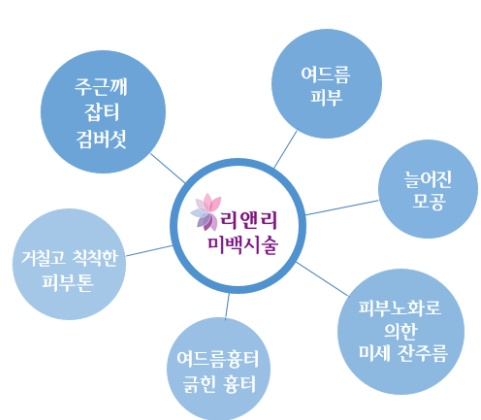 주근깨
잡티
검버섯
여드름
피부
늘어진
모공
리앤리
미백시술
거칠고 칙칙한
피부톤
피부노화로
의한
미세 잔주름
여드름흉터
긁힌 흉터